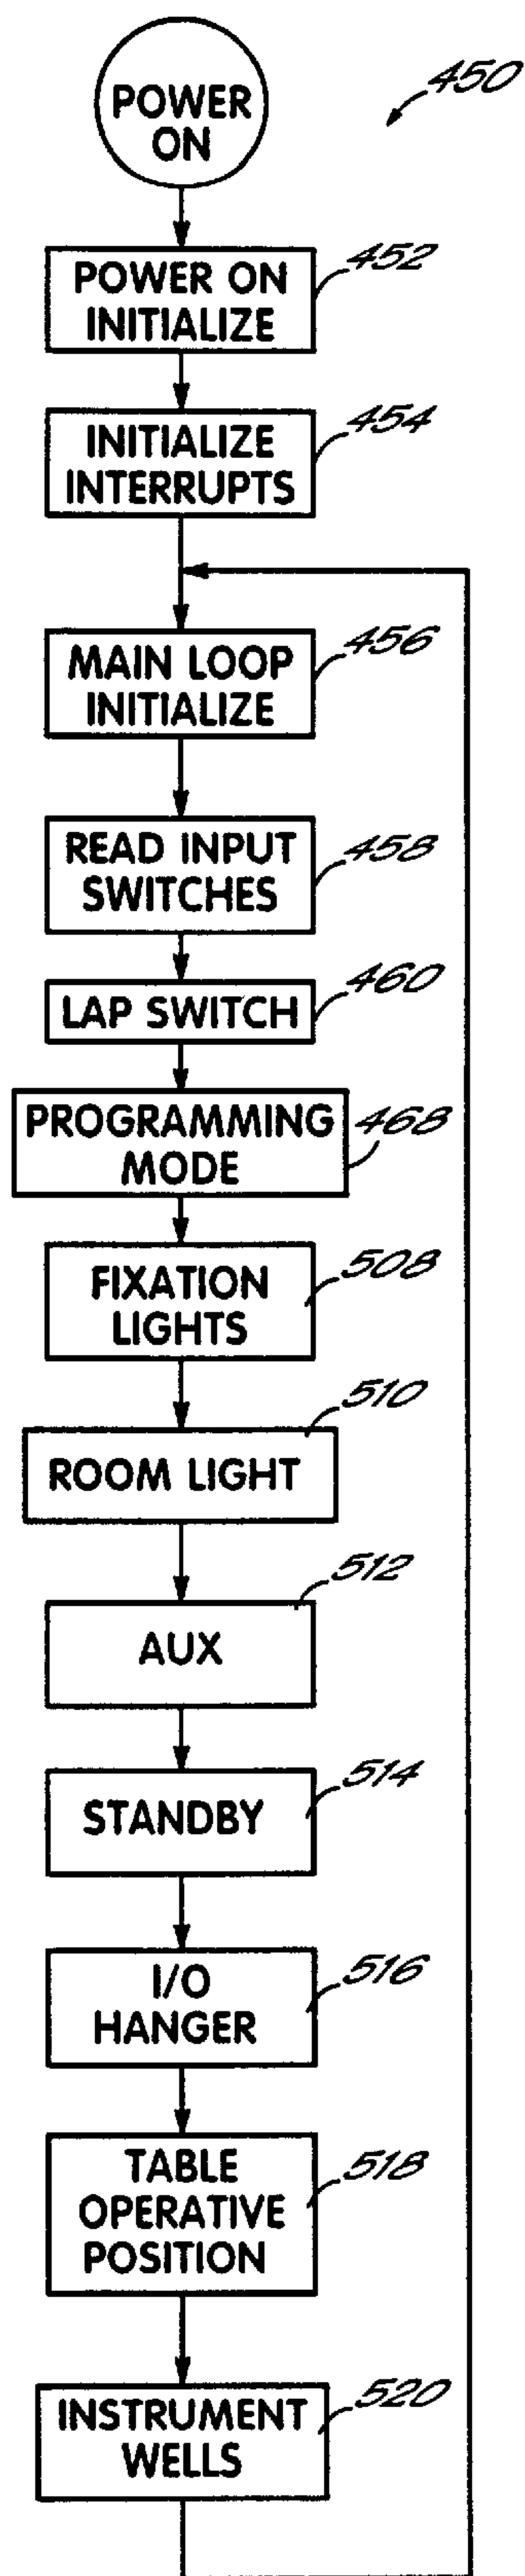 POWER
ON
450
POWER ON
INITIALIZE
452
INITIALIZE
INTERRUPTS
454
MAIN LOOP
INITIALIZE
456
READ INPUT
SWITCHES
458
LAP SWITCH
460
PROGRAMMING
MODE
468
FIXATION
LIGHTS
508
ROOM LIGHT
510
AUX
512
STANDBY
514
I/O
HANGER
516
TABLE
OPERATIVE
POSITION
518
INSTRUMENT
WELLS
520